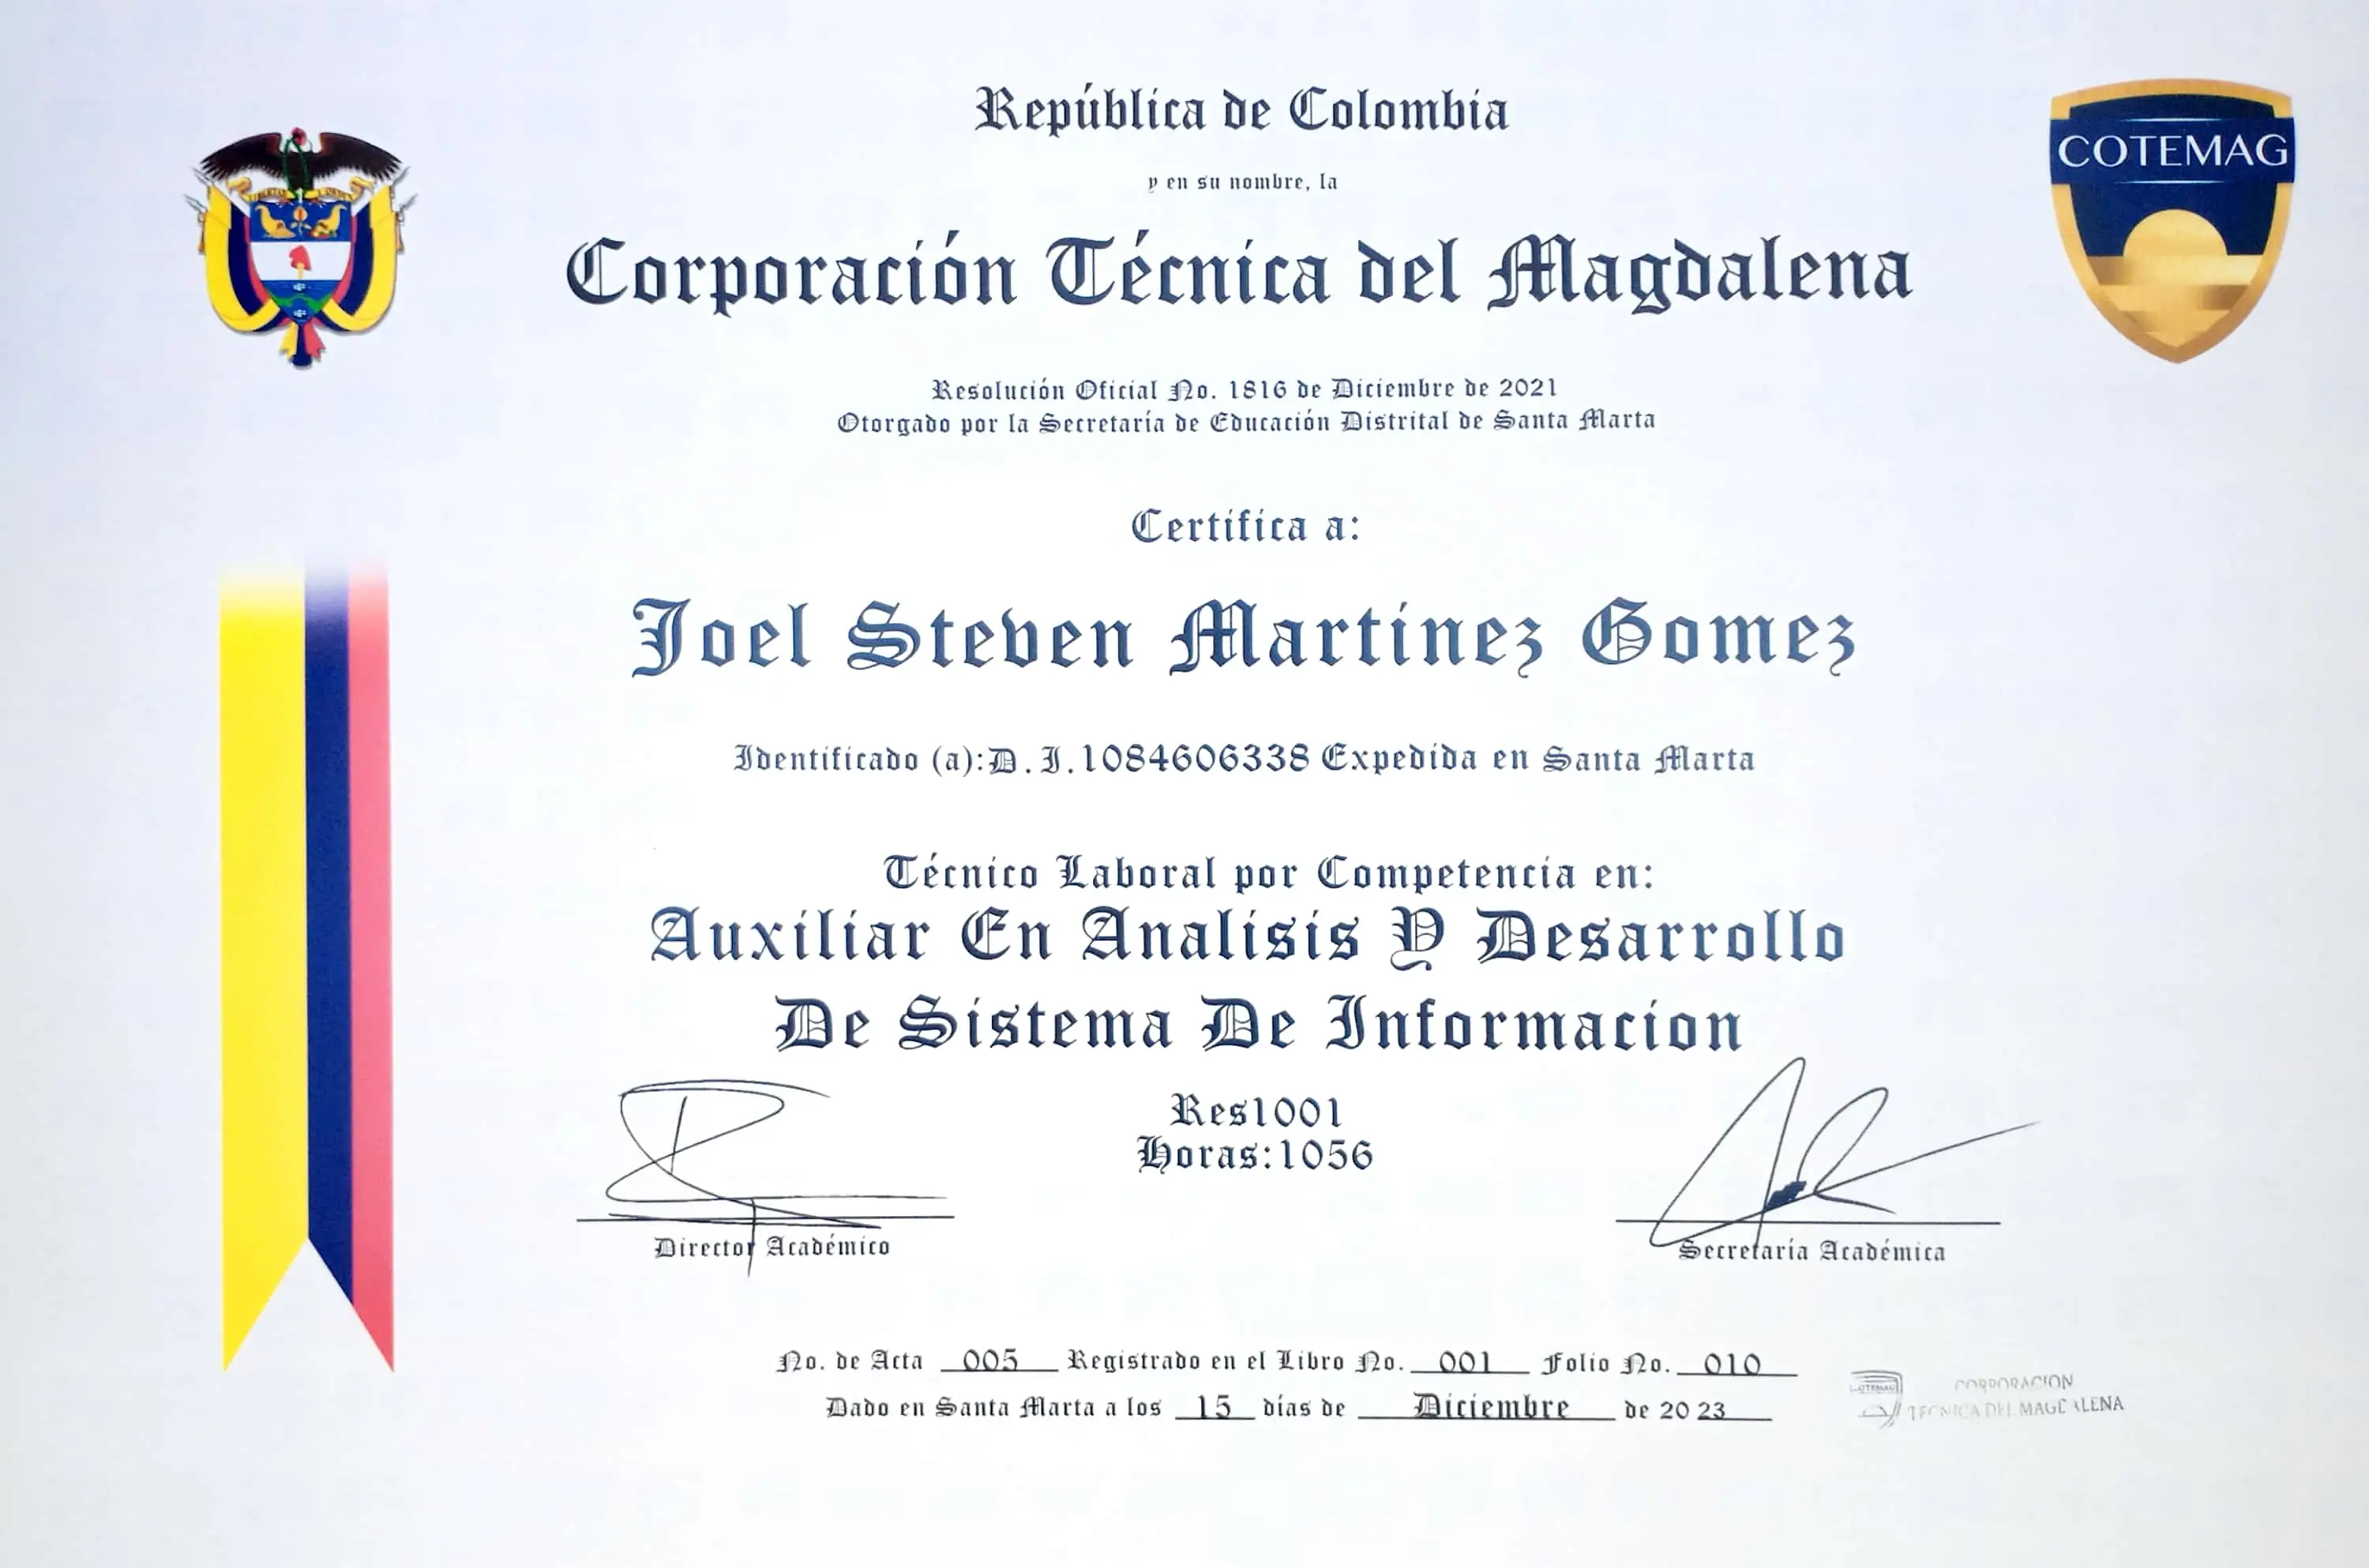 República de Colombia
COTEMAG
y en su nombre, la
Corporación Técnica del Magdalena
Resolución Oficial No. 1816 de Diciembre de 2021
Otorgado por la Secretaría de Educación Distrital de Santa Marta
Certifica a:
Joel Steven Martinez Gomez
Identificado (a):D.I.1084606338 Expedida en Santa Marta
Técnico Laboral por Competencia en:
Auxiliar En Analisis Y Desarrollo
De Sistema De Informacion
Res1001
Horas:1056
Director Académico
Secretaría Académica
No. de Acta 005 Registrado en el Libro No. 001 Folio No. 010
Dado en Santa Marta a los 15 días de Diciembre de 2023
COTEMAG
CORPORACION
TECNICA DEL MAGDALENA